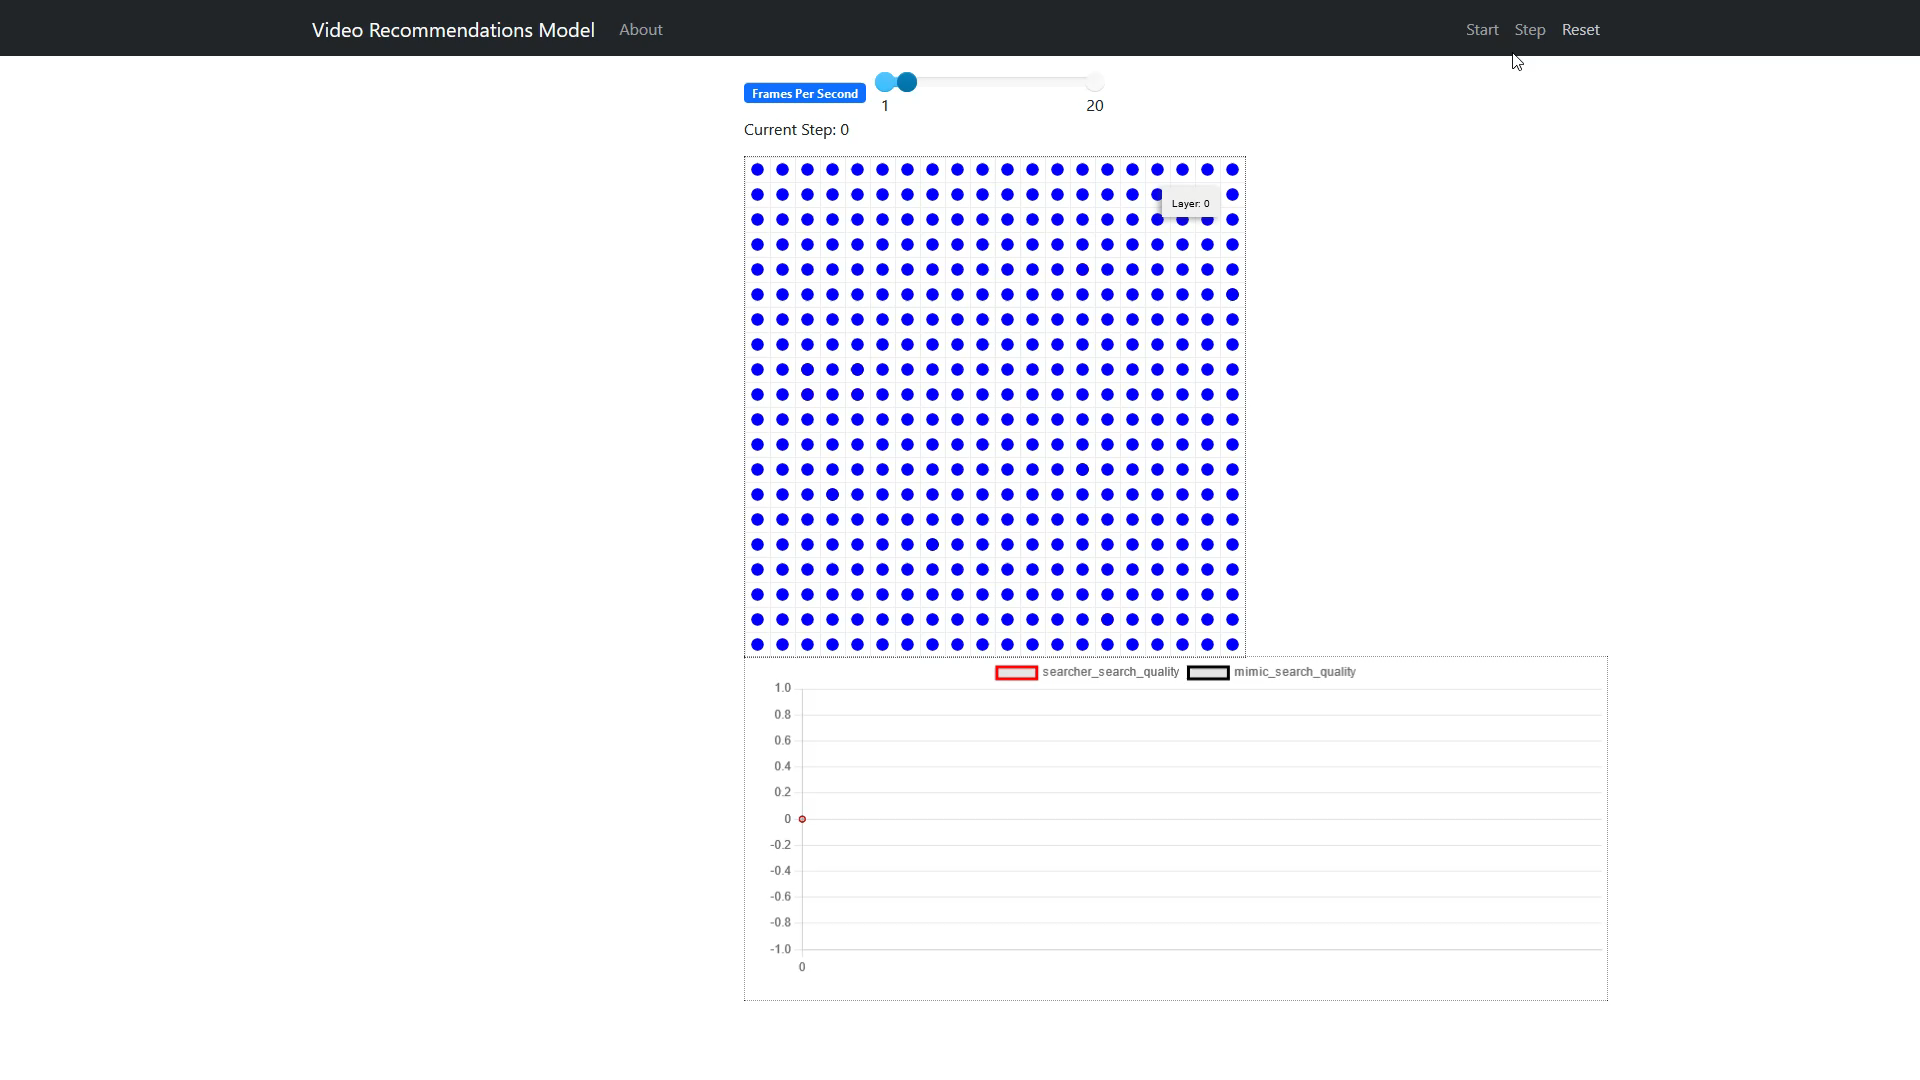 Video Recommendations Model About Start Step Reset
Frames Per Second
1 20
Current Step: 0
Layer: 0
searcher_search_quality mimic_search_quality
1.0
0.8
0.6
0.4
0.2
0
-0.2
-0.4
-0.6
-0.8
-1.0
0